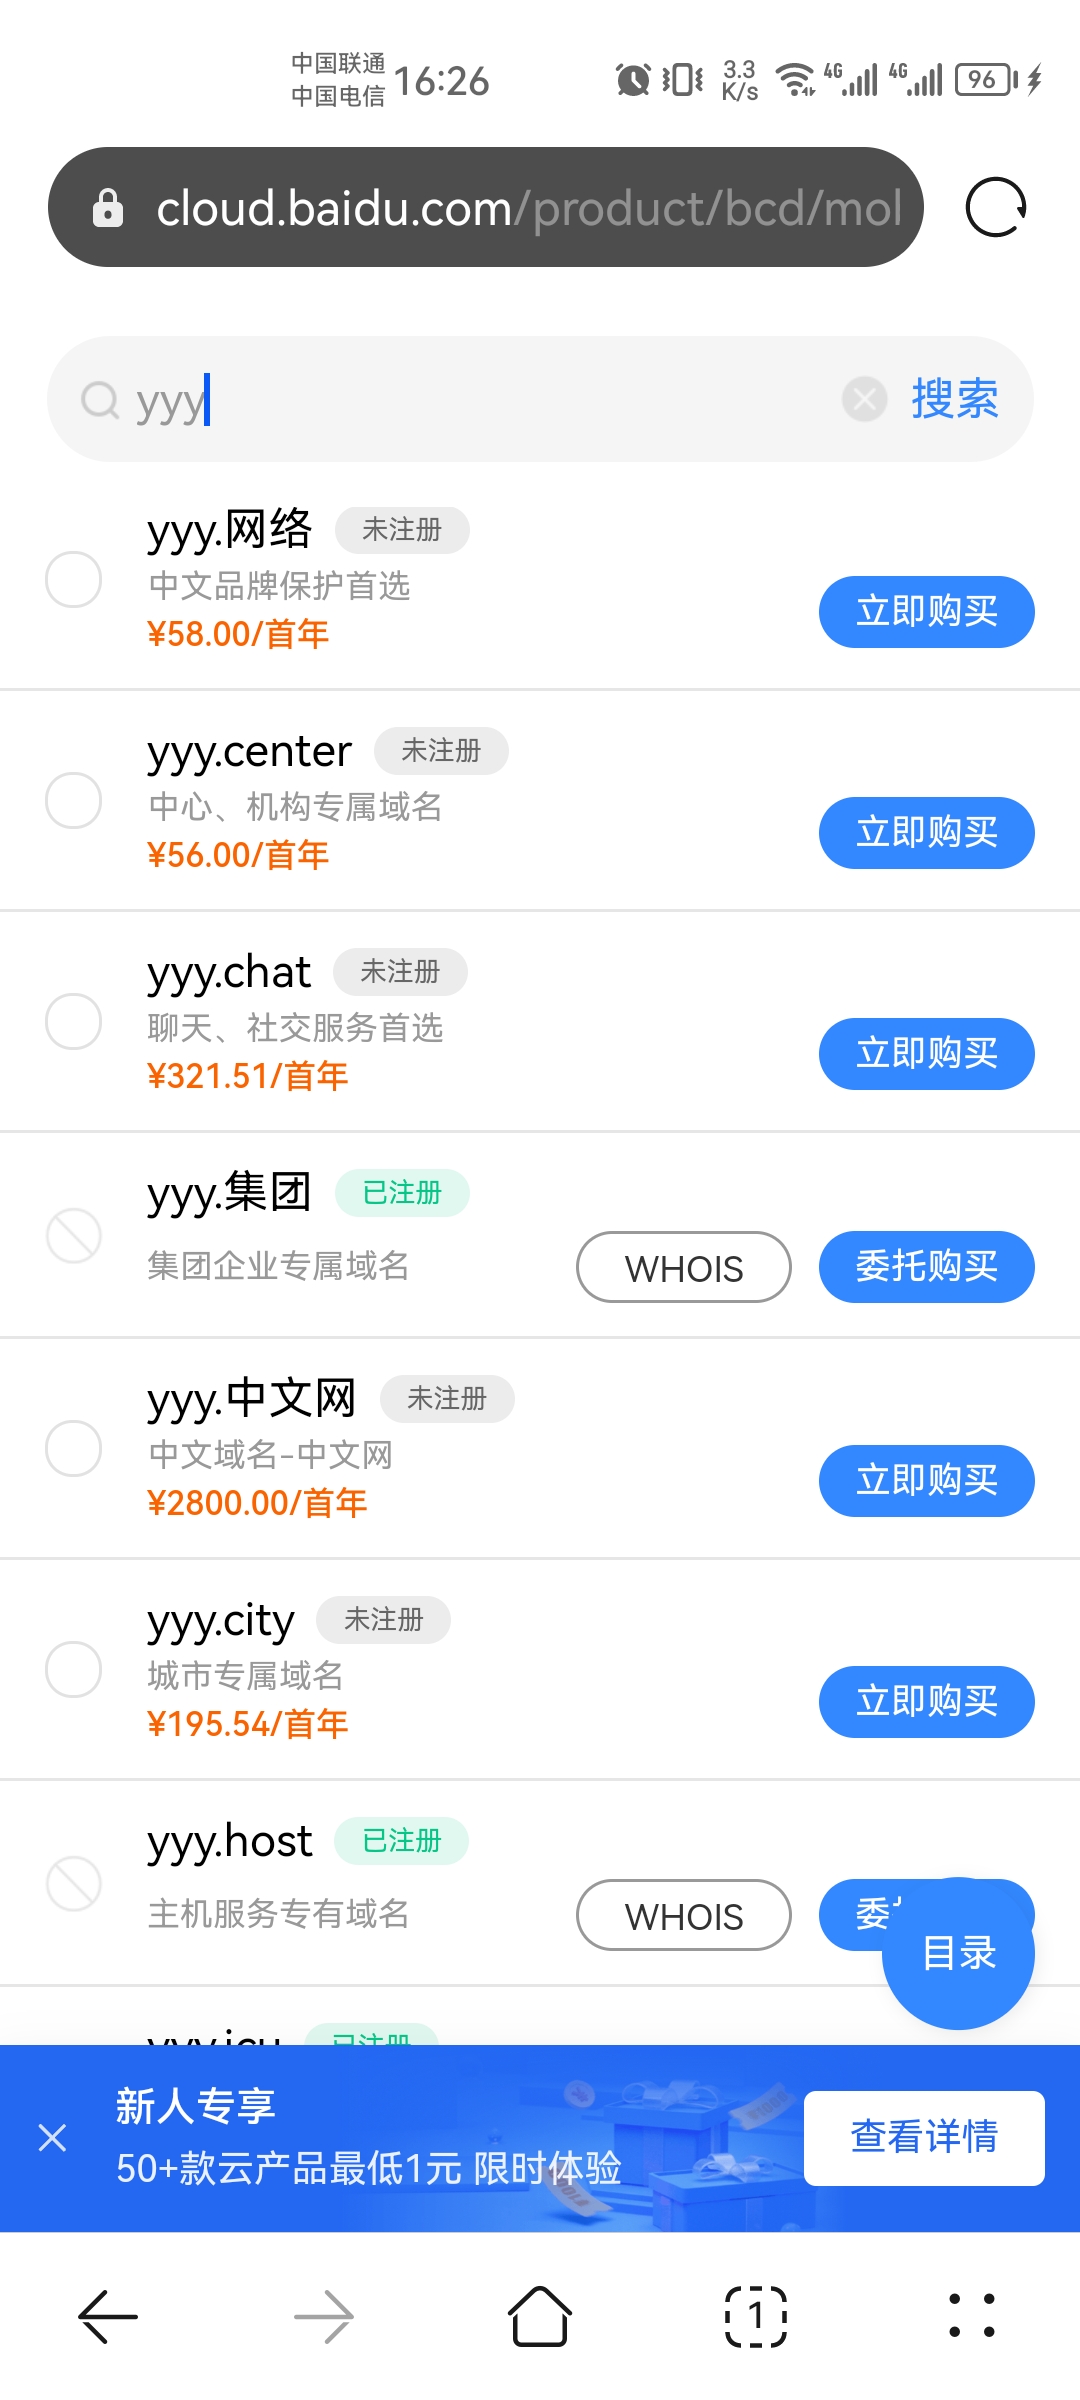 中国联通
中国电信
16:26
3.3
K/s
4G
4G
96
cloud.baidu.com/product/bcd/mol
yyy
搜索
yyy.网络 未注册
中文品牌保护首选
¥58.00/首年
立即购买
yyy.center 未注册
中心、机构专属域名
¥56.00/首年
立即购买
yyy.chat 未注册
聊天、社交服务首选
¥321.51/首年
立即购买
yyy.集团 已注册
集团企业专属域名
WHOIS
委托购买
yyy.中文网 未注册
中文域名-中文网
¥2800.00/首年
立即购买
yyy.city 未注册
城市专属域名
¥195.54/首年
立即购买
yyy.host 已注册
主机服务专有域名
WHOIS
委
目录
yyy.icu 已注册
新人专享
50+款云产品最低1元 限时体验
查看详情
1